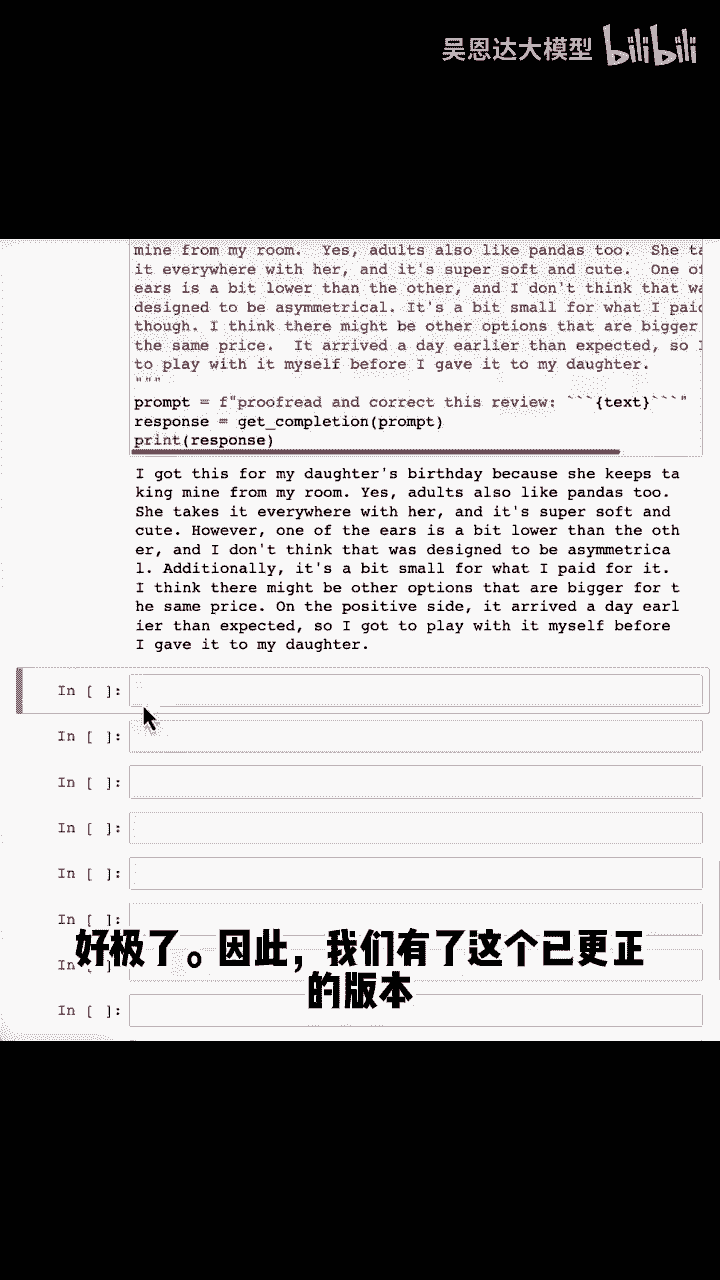 吴恩达大模型 bilibili
mine from my room.  Yes, adults also like pandas too.  She ta
it everywhere with her, and it's super soft and cute.  One of
ears is a bit lower than the other, and I don't think that wa
designed to be asymmetrical. It's a bit small for what I paid
though. I think there might be other options that are bigger
the same price.  It arrived a day earlier than expected, so I
to play with it myself before I gave it to my daughter.
"""
prompt = f"proofread and correct this review: ```{text}```"
response = get_completion(prompt)
print(response)
I got this for my daughter's birthday because she keeps ta
king mine from my room. Yes, adults also like pandas too.
She takes it everywhere with her, and it's super soft and
cute. However, one of the ears is a bit lower than the oth
er, and I don't think that was designed to be asymmetrica
l. Additionally, it's a bit small for what I paid for it.
I think there might be other options that are bigger for t
he same price. On the positive side, it arrived a day earl
ier than expected, so I got to play with it myself before
I gave it to my daughter.
In [ ]:
In [ ]:
In [ ]:
In [ ]:
In [ ]:
In [ ]:
好极了。因此，我们有了这个已更正
In [ ]:
的版本
In [ ]: